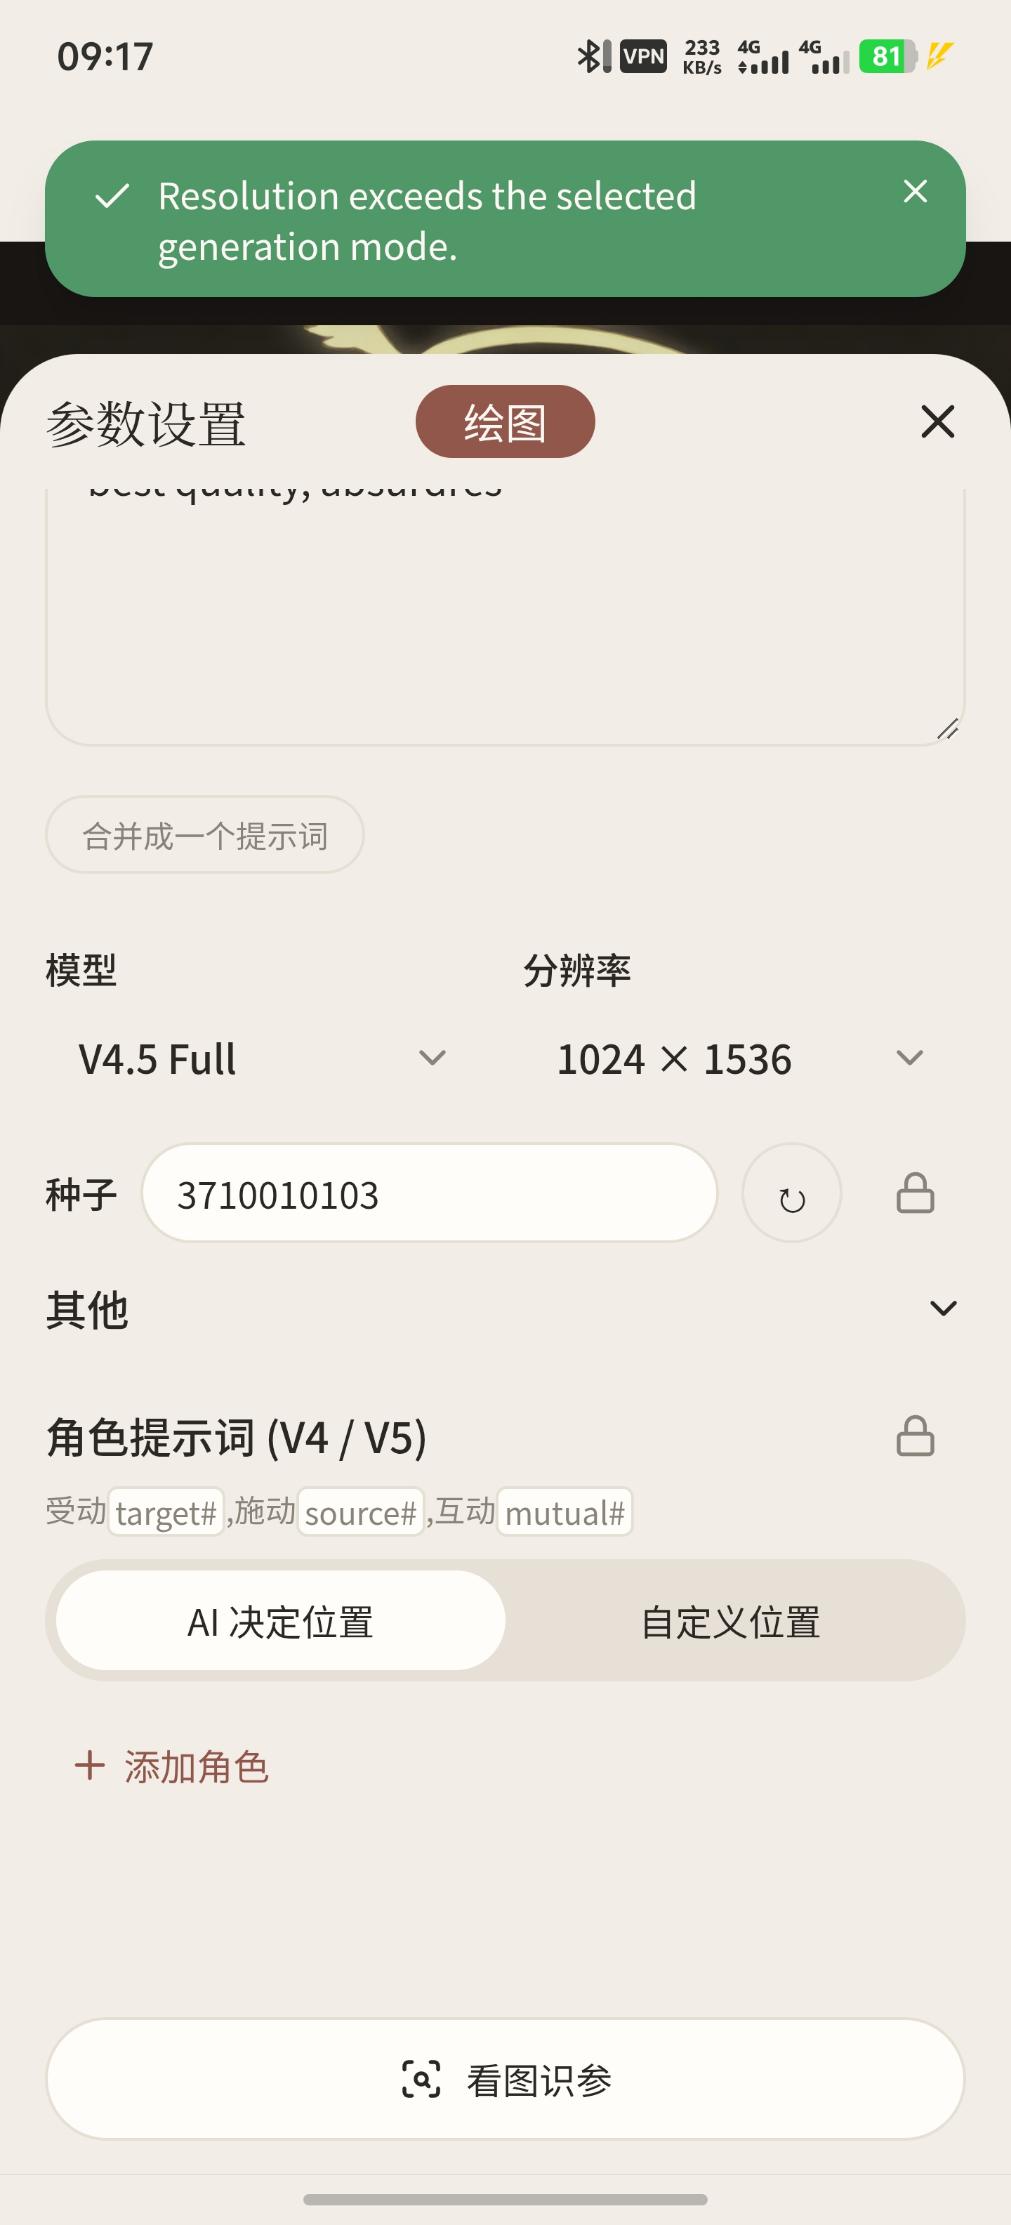 09:17
VPN 233 KB/s 4G 4G 81
Resolution exceeds the selected
generation mode.
参数设置
绘图
best quality, absurdres
合并成一个提示词
模型
分辨率
V4.5 Full
1024 × 1536
种子
3710010103
其他
角色提示词 (V4 / V5)
受动 target# ,施动 source# ,互动 mutual#
AI 决定位置
自定义位置
+ 添加角色
看图识参